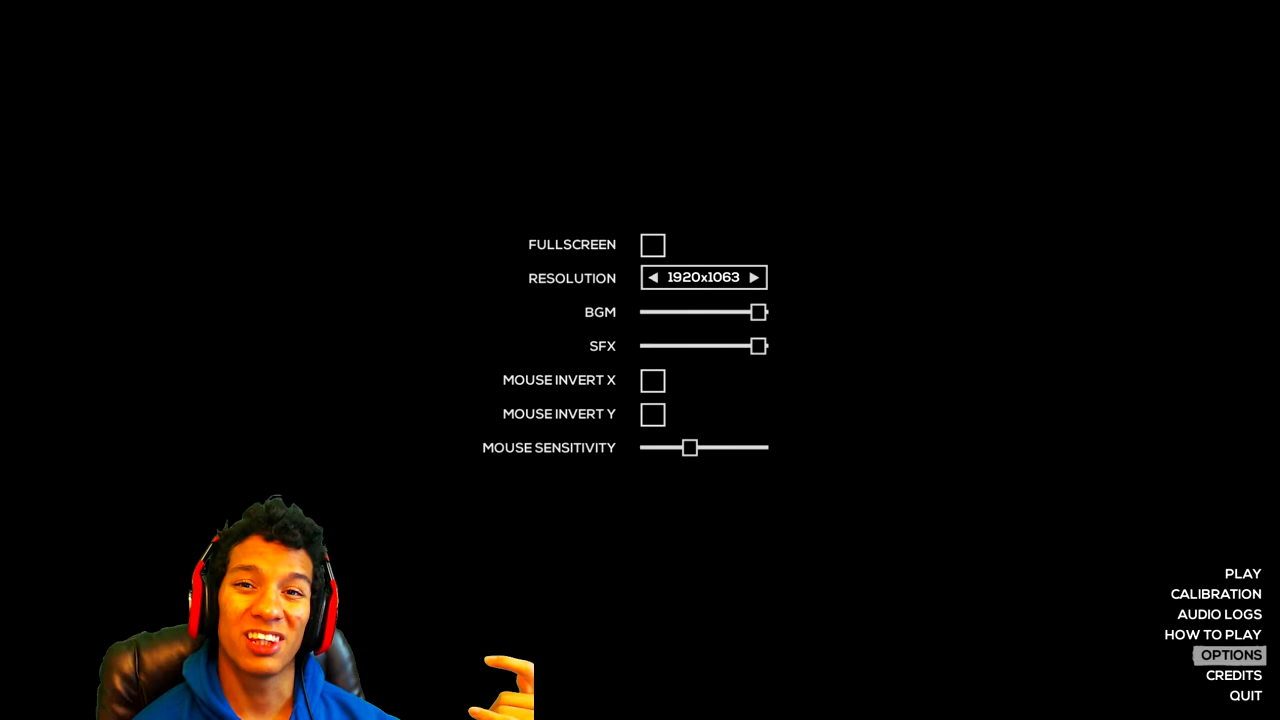 FULLSCREEN
RESOLUTION 1920x1063
BGM
SFX
MOUSE INVERT X
MOUSE INVERT Y
MOUSE SENSITIVITY
PLAY
CALIBRATION
AUDIO LOGS
HOW TO PLAY
OPTIONS
CREDITS
QUIT